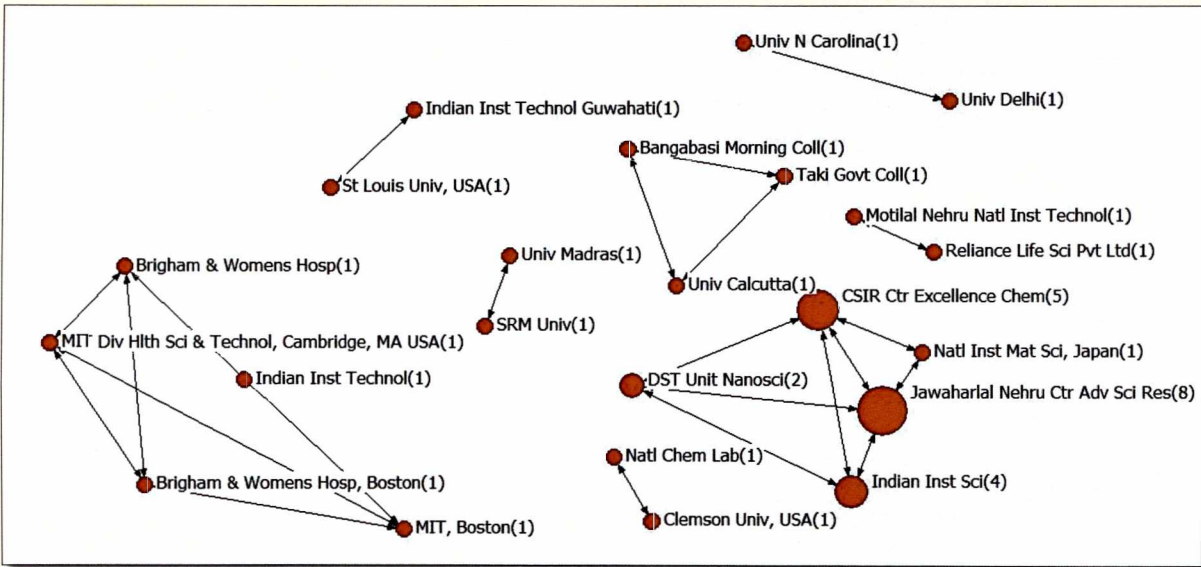 Univ N Carolina(1)
Univ Delhi(1)
Indian Inst Technol Guwahati(1)
Bangabasi Morning Coll(1)
Taki Govt Coll(1)
St Louis Univ, USA(1)
Motilal Nehru Natl Inst Technol(1)
Reliance Life Sci Pvt Ltd(1)
Univ Madras(1)
Brigham & Womens Hosp(1)
Univ Calcutta(1)
CSIR Ctr Excellence Chem(5)
SRM Univ(1)
MIT Div Hlth Sci & Technol, Cambridge, MA USA(1)
Natl Inst Mat Sci, Japan(1)
Indian Inst Technol(1)
DST Unit Nanosci(2)
Jawaharlal Nehru Ctr Adv Sci Res(8)
Natl Chem Lab(1)
Brigham & Womens Hosp, Boston(1)
Indian Inst Sci(4)
Clemson Univ, USA(1)
MIT, Boston(1)